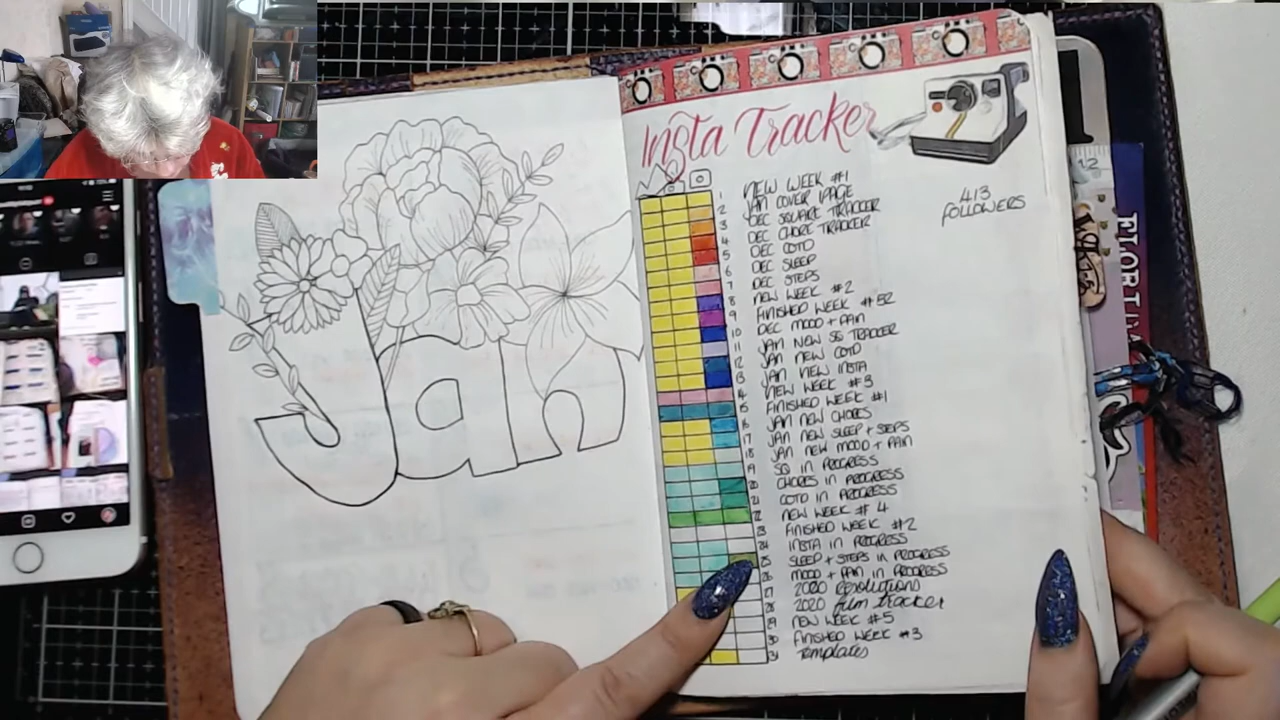 Jan
Insta Tracker
413
FOLLOWERS
1 NEW WEEK #1
2 JAN COVER PAGE
3 DEC SQUARE TRACKER
4 DEC CHORE TRACKER
5 DEC COTD
6 DEC SLEEP
7 DEC STEPS
8 NEW WEEK #2
9 FINISHED WEEK #52
10 DEC MOOD + PAIN
11 JAN NEW SQ TRACKER
12 JAN NEW COTD
13 JAN NEW INSTA
14 NEW WEEK #3
15 FINISHED WEEK #1
16 JAN NEW CHORES
17 JAN NEW SLEEP + STEPS
18 JAN NEW MOOD + PAIN
19 SQ IN PROGRESS
20 CHORES IN PROGRESS
21 COTD IN PROGRESS
22 NEW WEEK #4
23 FINISHED WEEK #2
24 INSTA IN PROGRESS
25 SLEEP + STEPS IN PROGRESS
26 MOOD + PAIN IN PROGRESS
27 2020 Resolutions
28 2020 film tracker
29 NEW WEEK #5
30 FINISHED WEEK #3
31 Templates
12